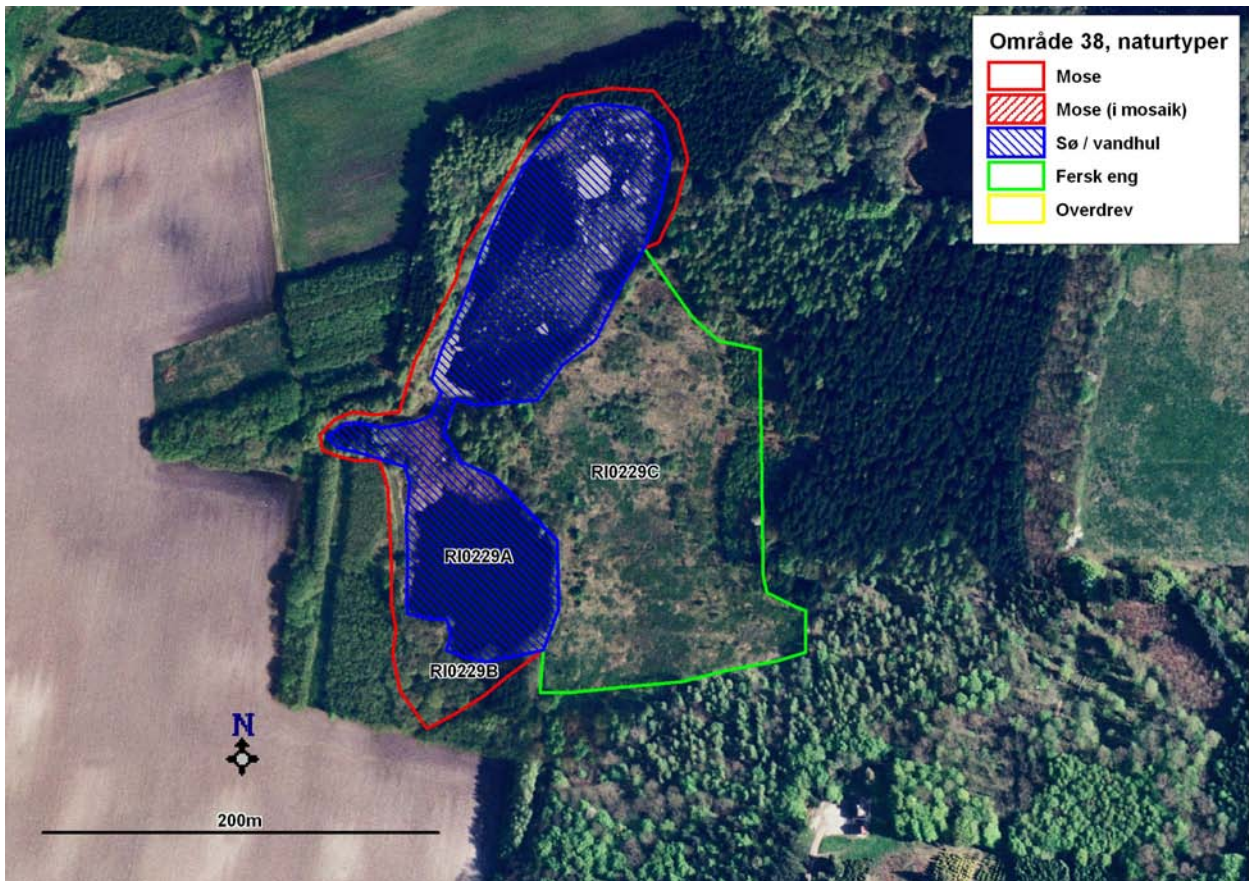 Område 38, naturtyper
Mose
Mose (i mosaik)
Sø / vandhul
Fersk eng
Overdrev
RI0229C
RI0229A
RI0229B
N
200m